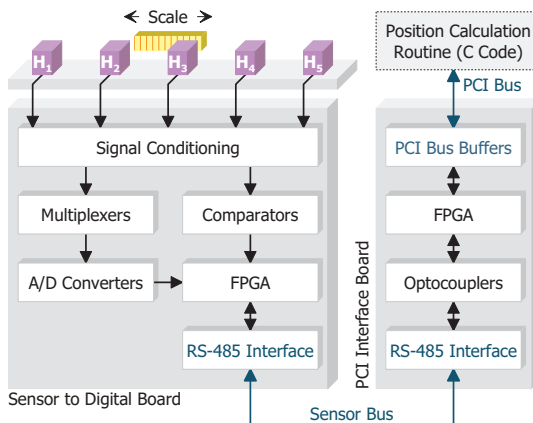 Scale
H1 H2 H3 H4 H5
Signal Conditioning
Multiplexers
Comparators
A/D Converters
FPGA
RS-485 Interface
Sensor to Digital Board
Position Calculation
Routine (C Code)
PCI Bus
PCI Bus Buffers
FPGA
Optocouplers
RS-485 Interface
PCI Interface Board
Sensor Bus